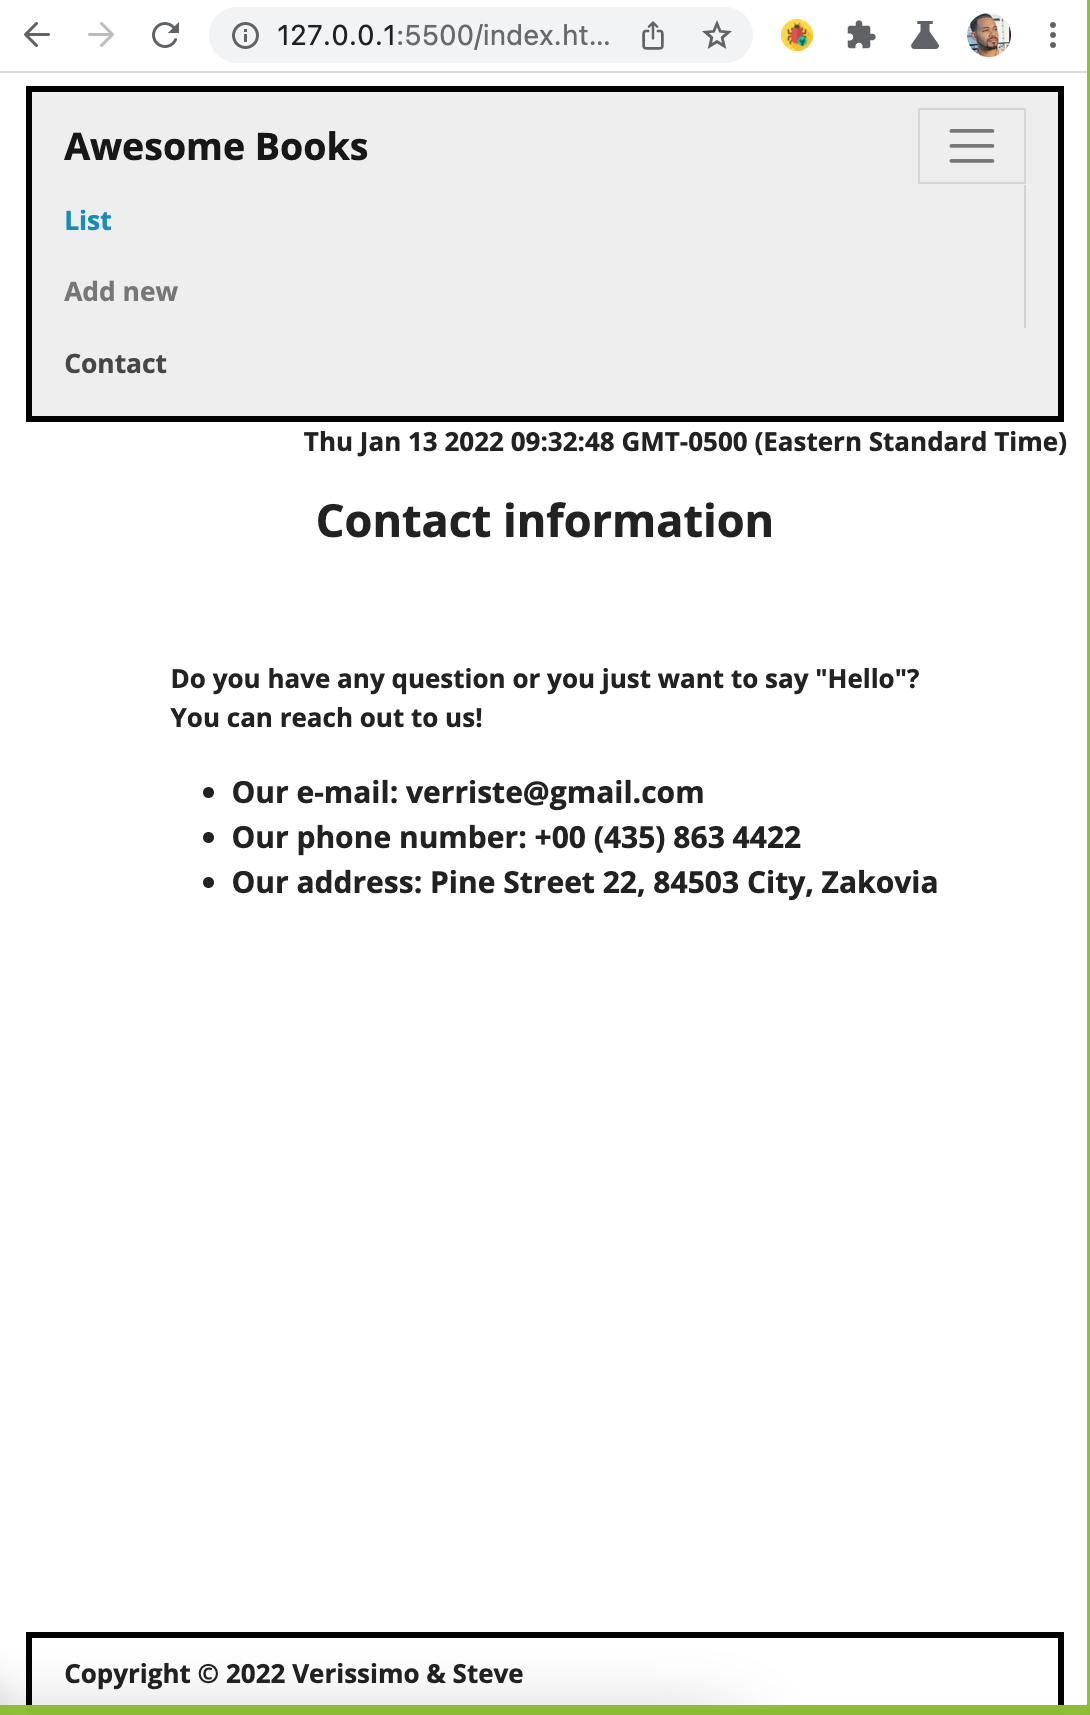 127.0.0.1:5500/index.ht...
Awesome Books
List
Add new
Contact
Thu Jan 13 2022 09:32:48 GMT-0500 (Eastern Standard Time)
Contact information
Do you have any question or you just want to say "Hello"?
You can reach out to us!
• Our e-mail: verriste@gmail.com
• Our phone number: +00 (435) 863 4422
• Our address: Pine Street 22, 84503 City, Zakovia
Copyright © 2022 Verissimo & Steve